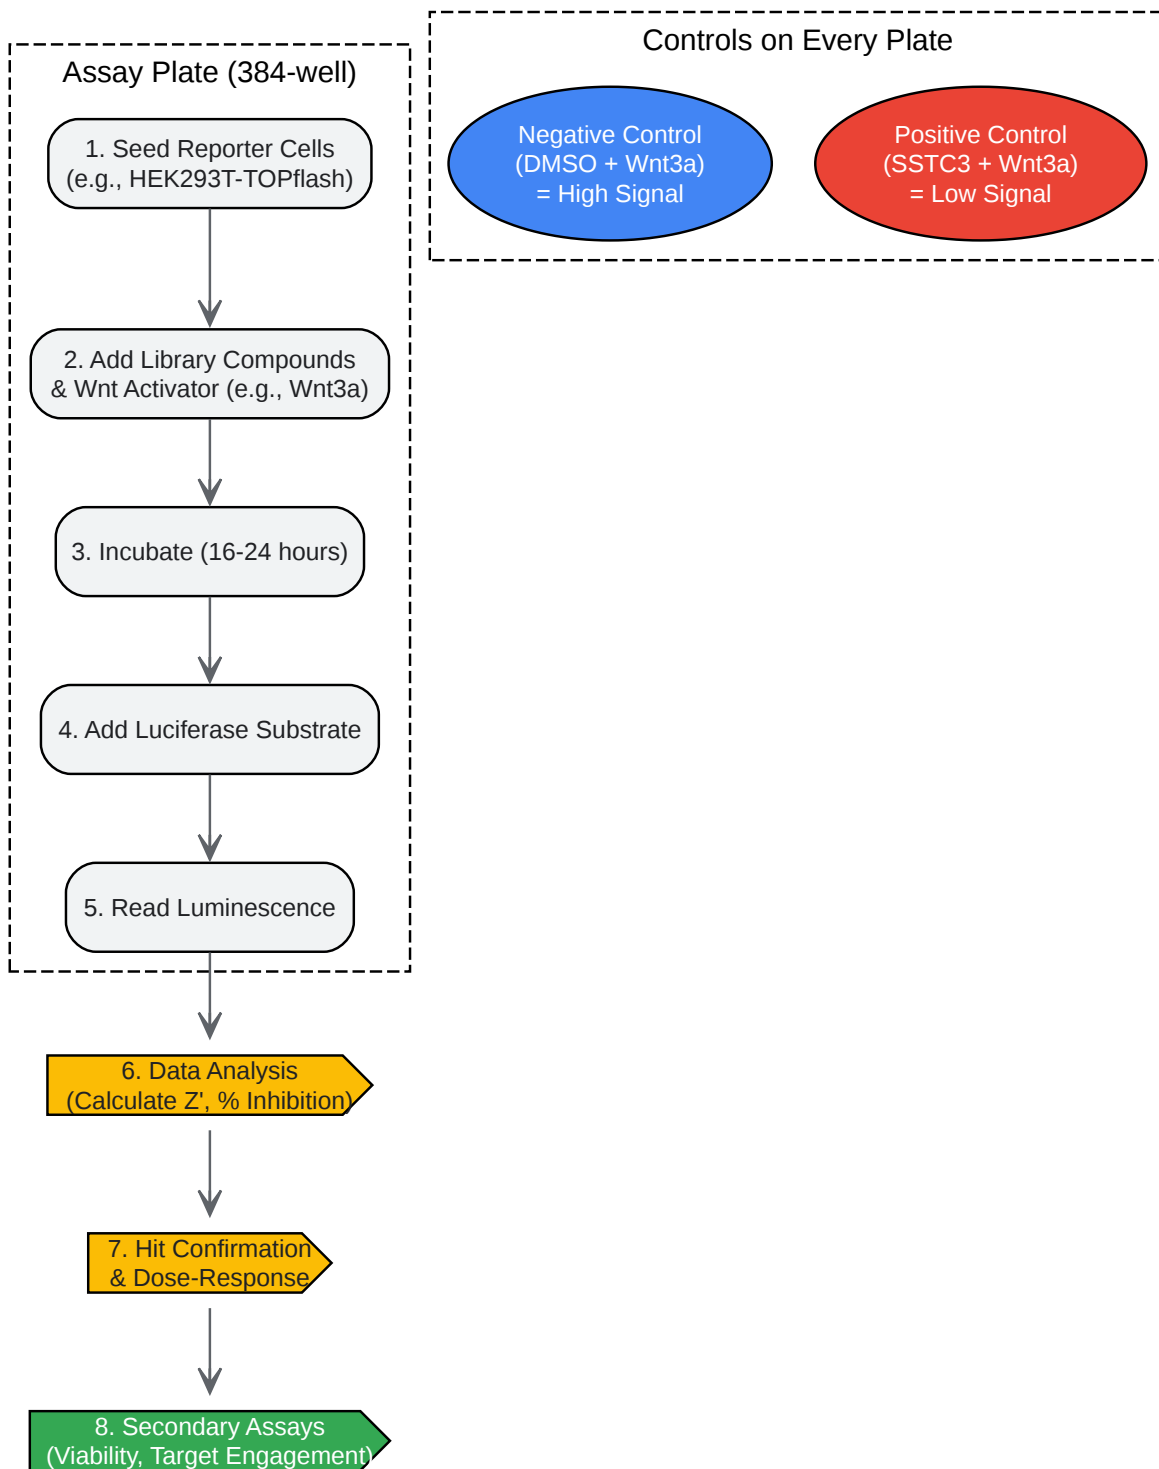 Assay Plate (384-well)
1. Seed Reporter Cells
(e.g., HEK293T-TOPflash)
2. Add Library Compounds
& Wnt Activator (e.g., Wnt3a)
3. Incubate (16-24 hours)
4. Add Luciferase Substrate
5. Read Luminescence
6. Data Analysis
(Calculate Z', % Inhibition)
7. Hit Confirmation
& Dose-Response
8. Secondary Assays
(Viability, Target Engagement)
Controls on Every Plate
Negative Control
(DMSO + Wnt3a)
= High Signal
Positive Control
(SSTC3 + Wnt3a)
= Low Signal